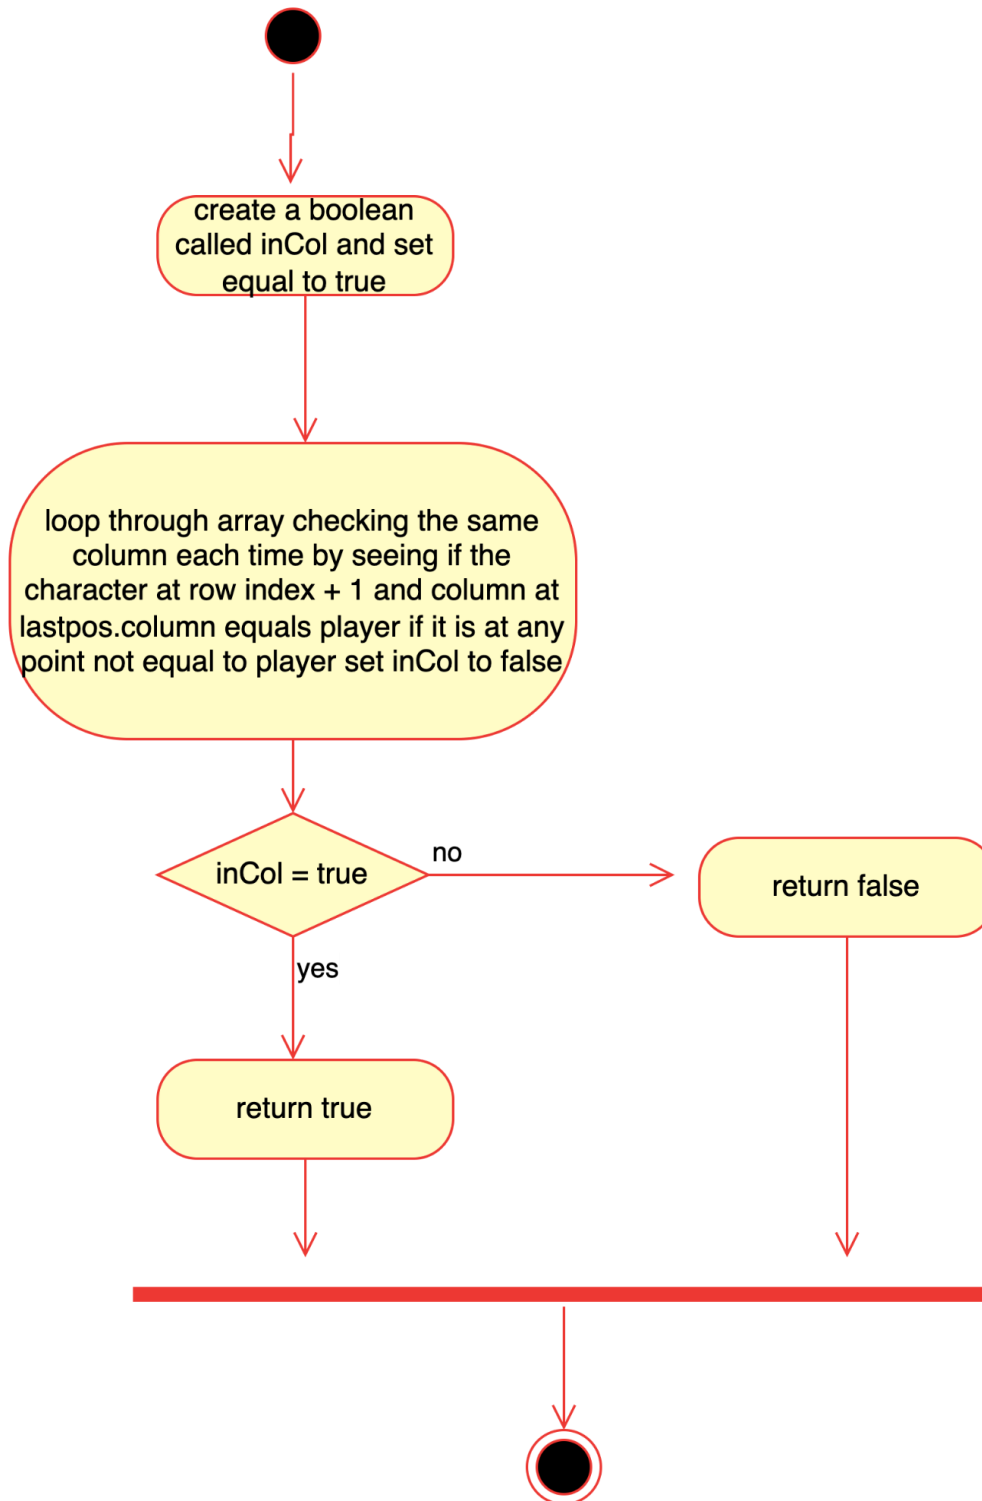 create a boolean
called inCol and set
equal to true
loop through array checking the same
column each time by seeing if the
character at row index + 1 and column at
lastpos.column equals player if it is at any
point not equal to player set inCol to false
inCol = true
no
return false
yes
return true